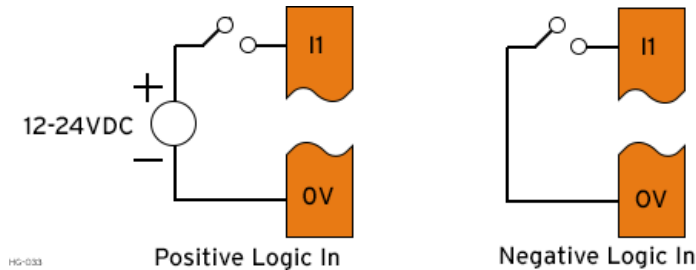 I1
I1
+
12-24VDC
−
0V
0V
HG-033
Positive Logic In
Negative Logic In